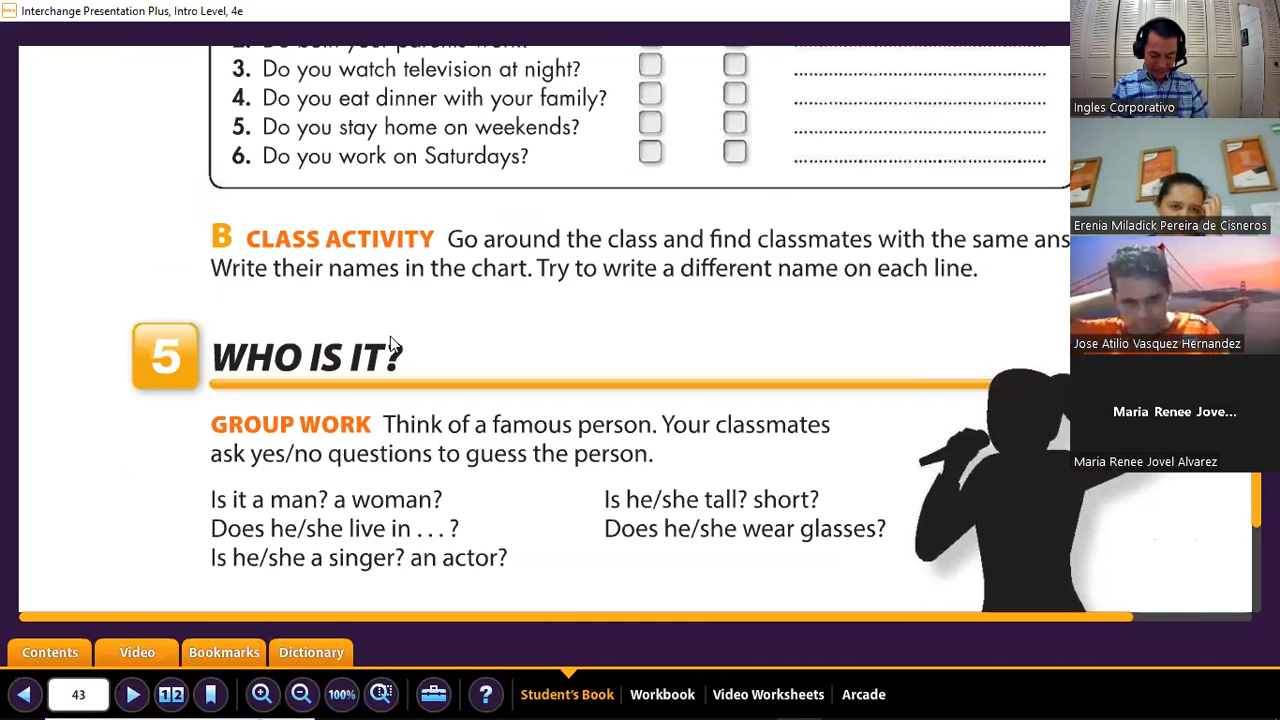 Interchange Presentation Plus, Intro Level, 4e
3. Do you watch television at night?
4. Do you eat dinner with your family?
5. Do you stay home on weekends?
6. Do you work on Saturdays?
B CLASS ACTIVITY Go around the class and find classmates with the same ans
Write their names in the chart. Try to write a different name on each line.
5 WHO IS IT?
GROUP WORK Think of a famous person. Your classmates
ask yes/no questions to guess the person.
Is it a man? a woman?
Does he/she live in . . . ?
Is he/she a singer? an actor?
Is he/she tall? short?
Does he/she wear glasses?
Ingles Corporativo
Erenia Miladick Pereira de Cisneros
Jose Atilio Vasquez Hernandez
Maria Renee Jove...
Maria Renee Jovel Alvarez
Contents Video Bookmarks Dictionary
43 1 2 100% ? Student's Book Workbook Video Worksheets Arcade